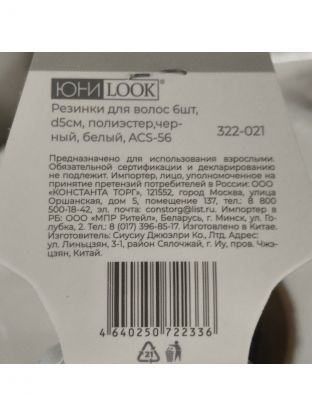 ЮНИLOOK®
Резинки для волос 6шт,
d5см, полиэстер,чер-
ный, белый, ACS-56
322-021
Предназначено для использования взрослыми.
Обязательной сертификации и декларированию
не подлежит. Импортер, лицо, уполномоченное на
принятие претензий потребителей в России: ООО
«КОНСТАНТА ТОРГ», 121552, г. Москва, улица
Оршанская, дом 5, помещение 137, тел.: 8 800
500-18-42, эл. почта: constorg@list.ru. Импортер в
РБ: ООО «МПР Ритейл», Беларусь, г. Минск, ул. Го-
лубка, 2. Тел.: 8 (017) 396-85-17. Изготовлено в Китае.
Изготовитель: Сиусиу Джюэлри Ко., Лтд. Адрес:
ул. Линьцзян, 3-1, район Сялочжай, г. Иу, пров. Чжэ-
цзян, Китай.
4 640250 722336
21